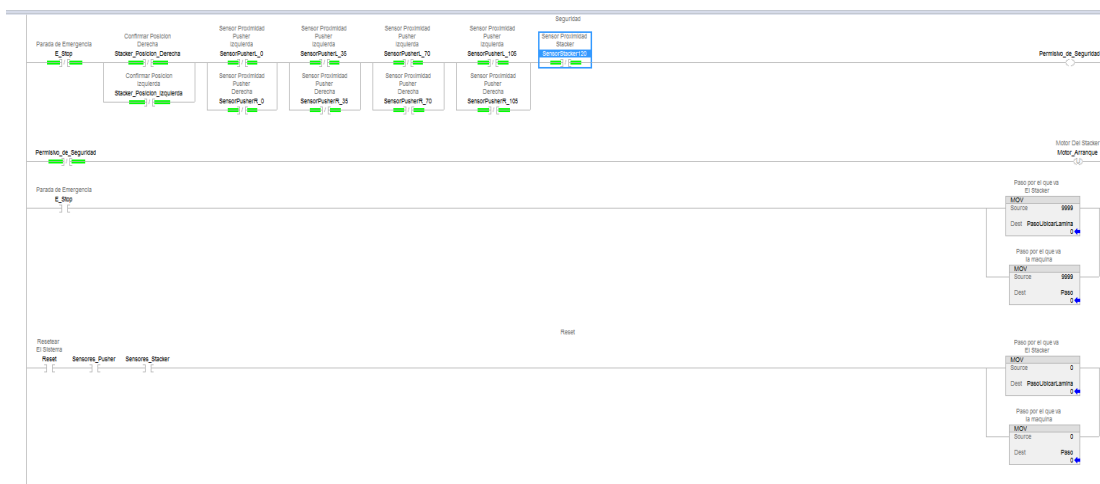 Seguridad
Parada de Emergencia
E_Stop
Confirmar Posicion
Derecha
Stacker_Posicion_Derecha
Sensor Proximidad
Pusher
Izquierda
SensorPusherL_0
Sensor Proximidad
Pusher
Izquierda
SensorPusherL_35
Sensor Proximidad
Pusher
Izquierda
SensorPusherL_70
Sensor Proximidad
Pusher
Izquierda
SensorPusherL_105
Sensor Proximidad
Stacker
SensorStacker120
Permisivo_de_Seguridad
Confirmar Posicion
Izquierda
Stacker_Posicion_Izquierda
Sensor Proximidad
Pusher
Derecha
SensorPusherR_0
Sensor Proximidad
Pusher
Derecha
SensorPusherR_35
Sensor Proximidad
Pusher
Derecha
SensorPusherR_70
Sensor Proximidad
Pusher
Derecha
SensorPusherR_105
Permisivo_de_Seguridad
Motor Del Stacker
Motor_Arranque
Parada de Emergencia
E_Stop
Paso por el que va
El Stacker
MOV
Source 9999
Dest PasoUbicarLamina
0
Paso por el que va
la maquina
MOV
Source 9999
Dest Paso
0
Reset
Resetear
El Sistema
Reset Sensores_Pusher Sensores_Stacker
Paso por el que va
El Stacker
MOV
Source 0
Dest PasoUbicarLamina
0
Paso por el que va
la maquina
MOV
Source 0
Dest Paso
0